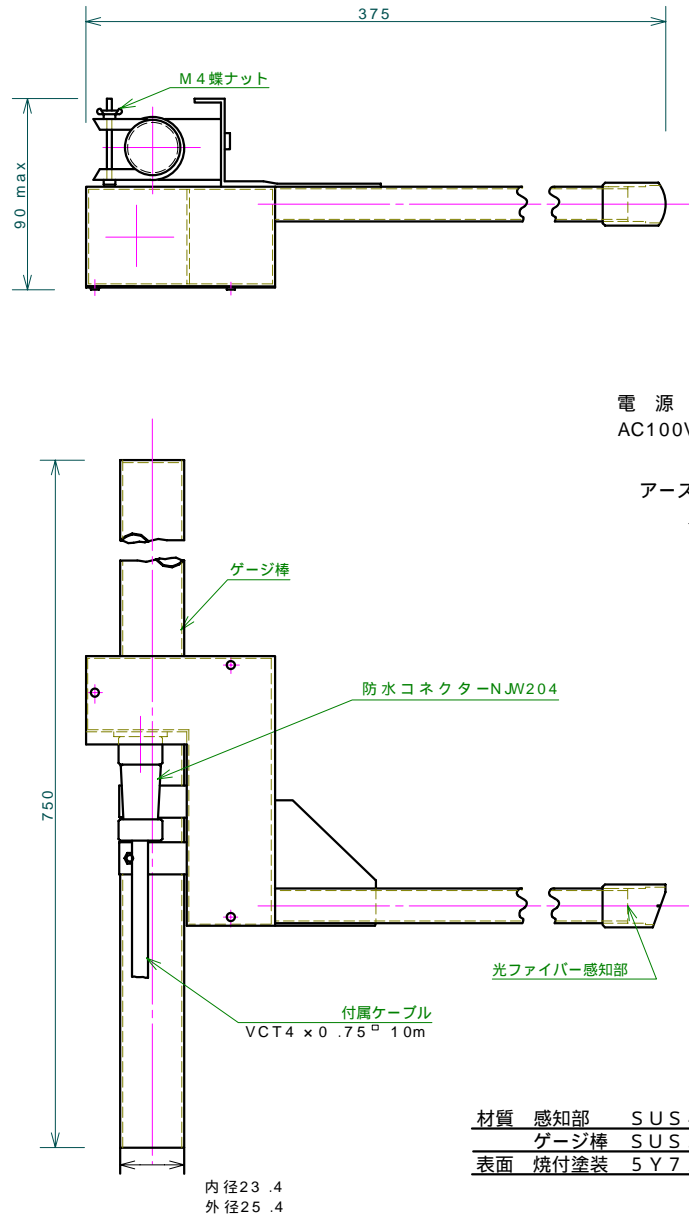 375
M4蝶ナット
90 max
電 源
AC100V
アース
ゲージ棒
防水コネクターNJW204
750
光ファイバー感知部
付属ケーブル
VCT4×0.75□ 10m
材質 感知部 SUS
ゲージ棒 SUS
表面 焼付塗装 5Y7
内径23.4
外径25.4